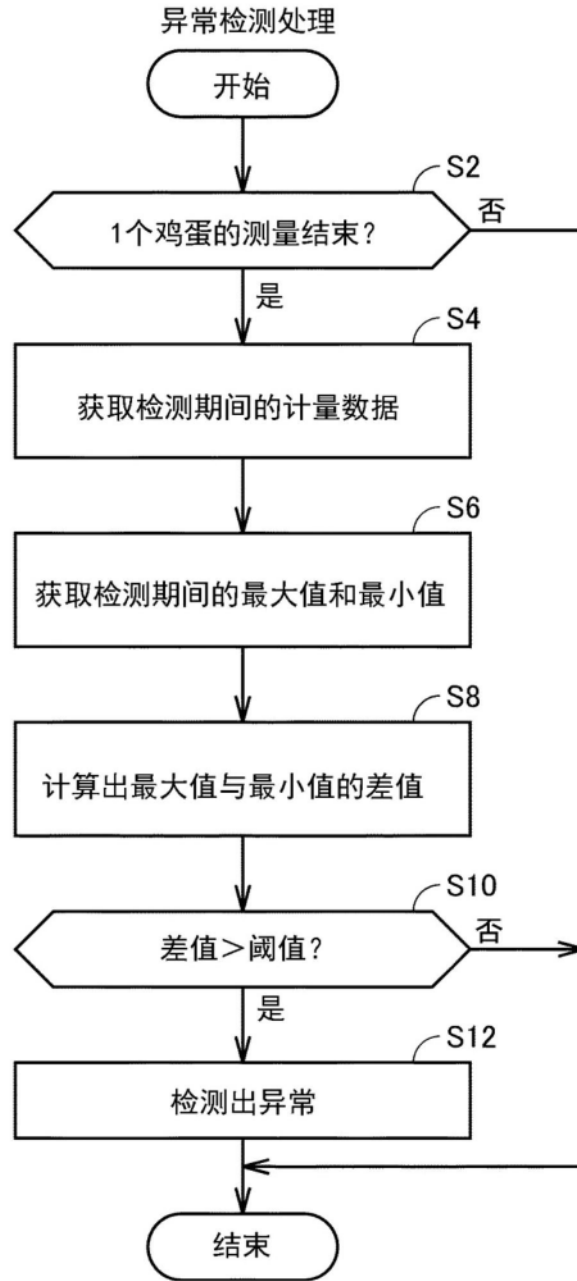 异常检测处理
开始
S2
1个鸡蛋的测量结束？
否
是
S4
获取检测期间的计量数据
S6
获取检测期间的最大值和最小值
S8
计算出最大值与最小值的差值
S10
差值＞阈值？
否
是
S12
检测出异常
结束